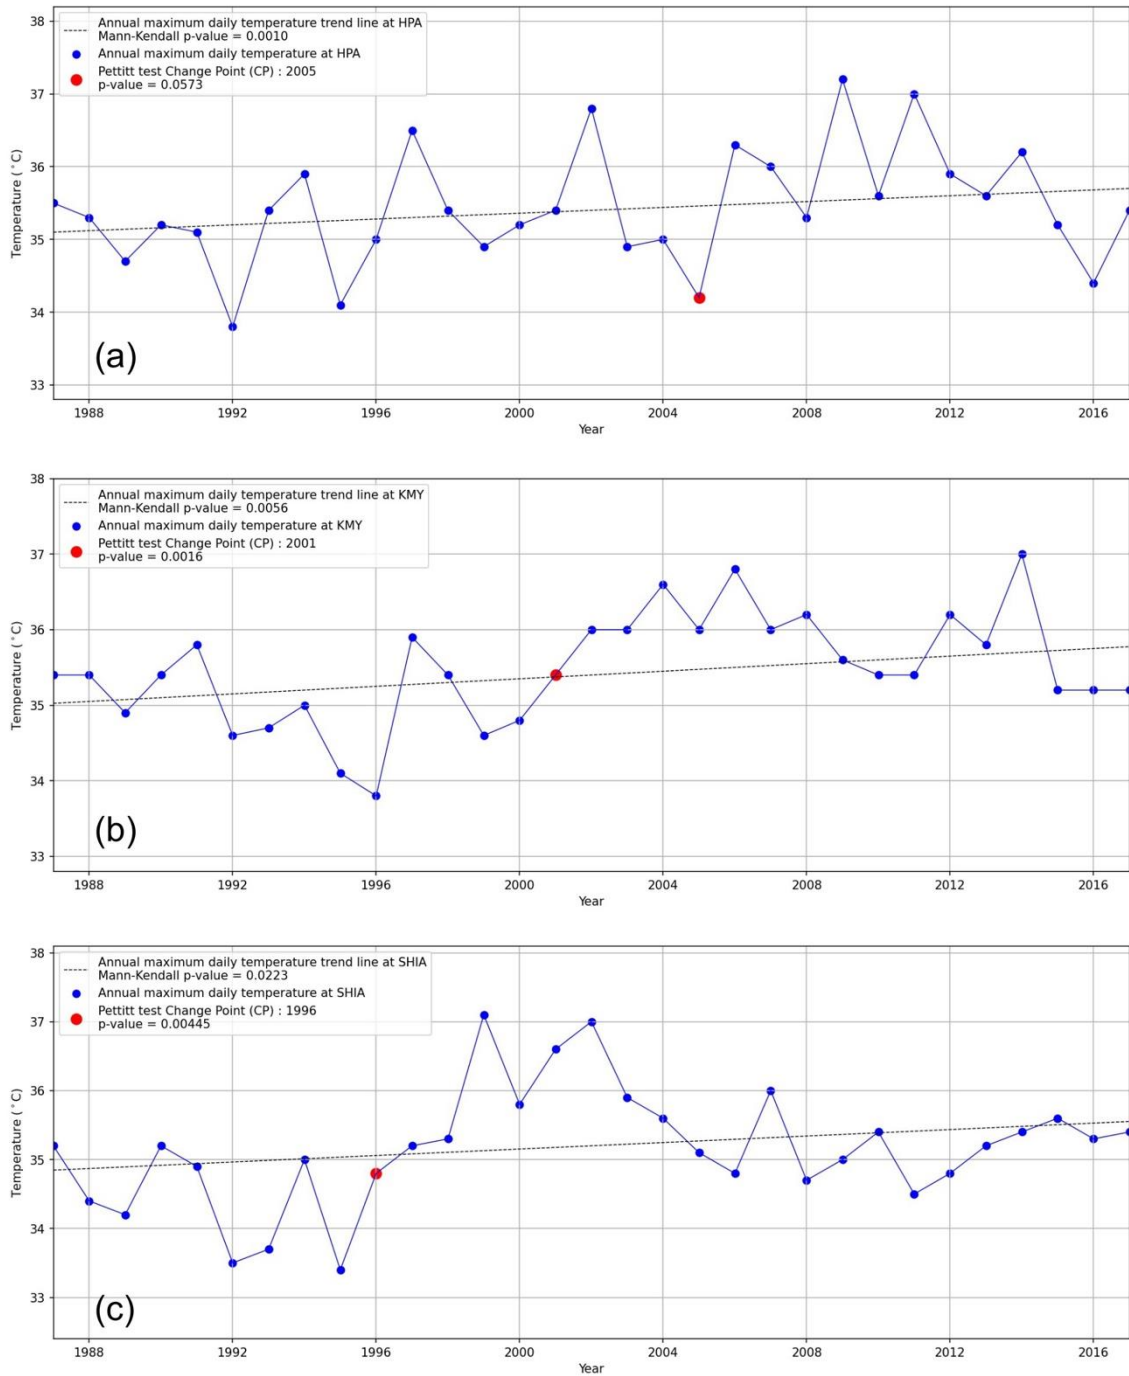 Annual maximum daily temperature trend line at HPA
Mann-Kendall p-value = 0.0010
Annual maximum daily temperature at HPA
Pettitt test Change Point (CP) : 2005
p-value = 0.0573
38
37
36
35
34
33
Temperature (°C)
(a)
1988 1992 1996 2000 2004 2008 2012 2016
Year
Annual maximum daily temperature trend line at KMY
Mann-Kendall p-value = 0.0056
Annual maximum daily temperature at KMY
Pettitt test Change Point (CP) : 2001
p-value = 0.0016
38
37
36
35
34
33
Temperature (°C)
(b)
1988 1992 1996 2000 2004 2008 2012 2016
Year
Annual maximum daily temperature trend line at SHIA
Mann-Kendall p-value = 0.0223
Annual maximum daily temperature at SHIA
Pettitt test Change Point (CP) : 1996
p-value = 0.00445
38
37
36
35
34
33
Temperature (°C)
(c)
1988 1992 1996 2000 2004 2008 2012 2016
Year